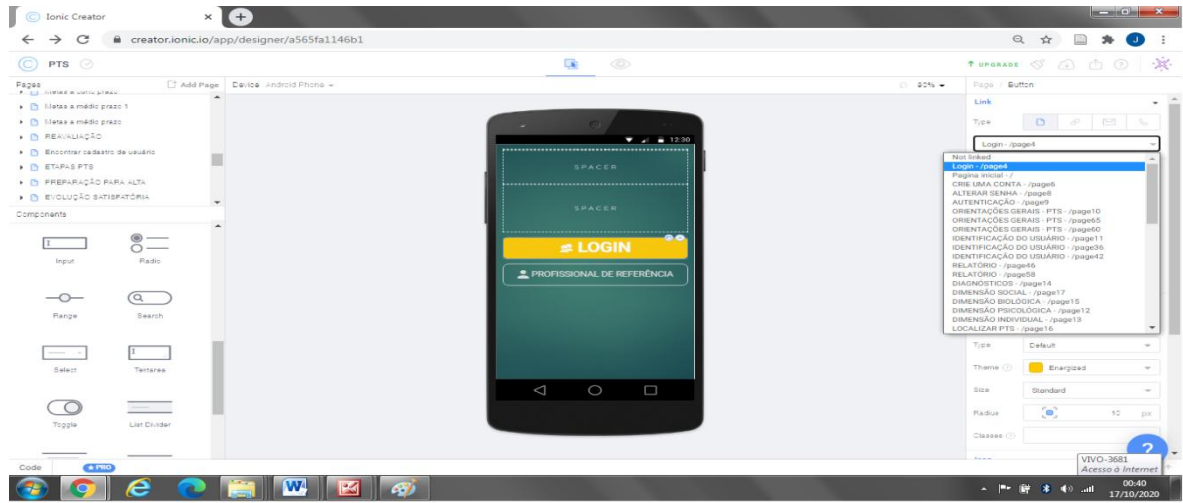 Ionic Creator
creator.ionic.io/app/designer/a565fa1146b1
PTS
UPGRADE
Pages
Add Page
Device Android Phone
90%
Page / Button
Metas a médio prazo 1
Metas a médio prazo
REAVALIAÇÃO
Encontrar cadastro de usuário
ETAPAS PTS
PREPARAÇÃO PARA ALTA
EVOLUÇÃO SATISFATÓRIA
Components
Input
Radio
Range
Search
Select
Textarea
Toggle
List Divider
Code
PRO
12:30
SPACER
SPACER
LOGIN
PROFISSIONAL DE REFERÊNCIA
Link
Type
Login - /page4
Not linked
Login - /page4
Pagina inicial - /
CRIE UMA CONTA - /page6
ALTERAR SENHA - /page8
AUTENTICAÇÃO - /page9
ORIENTAÇÕES GERAIS - PTS - /page10
ORIENTAÇÕES GERAIS - PTS - /page65
ORIENTAÇÕES GERAIS - PTS - /page60
IDENTIFICAÇÃO DO USUÁRIO - /page11
IDENTIFICAÇÃO DO USUÁRIO - /page36
IDENTIFICAÇÃO DO USUÁRIO - /page42
RELATÓRIO - /page46
RELATÓRIO - /page58
DIAGNÓSTICOS - /page14
DIMENSÃO SOCIAL - /page17
DIMENSÃO BIOLÓGICA - /page15
DIMENSÃO PSICOLÓGICA - /page12
DIMENSÃO INDIVIDUAL - /page13
LOCALIZAR PTS - /page16
Type Default
Theme Energized
Size Standard
Radius 10 px
Classes
VIVO-3681
Acesso à Internet
00:40
17/10/2020